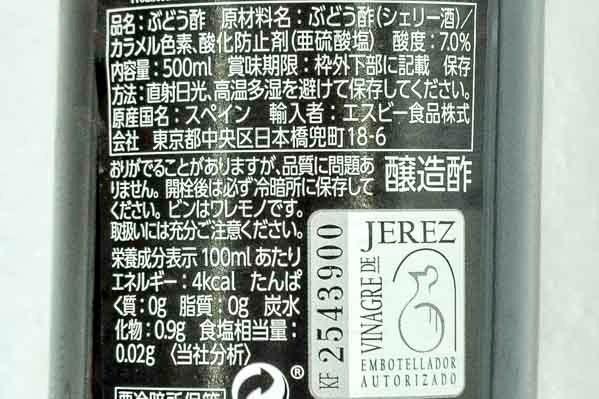 品名：ぶどう酢 原材料名：ぶどう酢(シェリー酒)/
カラメル色素、酸化防止剤(亜硫酸塩) 酸度：7.0%
内容量：500ml 賞味期限：枠外下部に記載 保存
方法：直射日光、高温多湿を避けて保存してください。
原産国名：スペイン 輸入者：エスビー食品株式
会社 東京都中央区日本橋兜町18-6
おりがでることがありますが、品質に問題あ
りません。開栓後は必ず冷暗所に保存して
ください。ビンはワレモノです。
取扱いには充分ご注意ください。
醸造酢
栄養成分表示 100mlあたり
エネルギー：4kcal たんぱ
く質：0g 脂質：0g 炭水
化物：0.9g 食塩相当量：
0.02g 〈当社分析〉
KF 2543900
VINAGRE DE
JEREZ
EMBOTELLADOR
AUTORIZADO
®